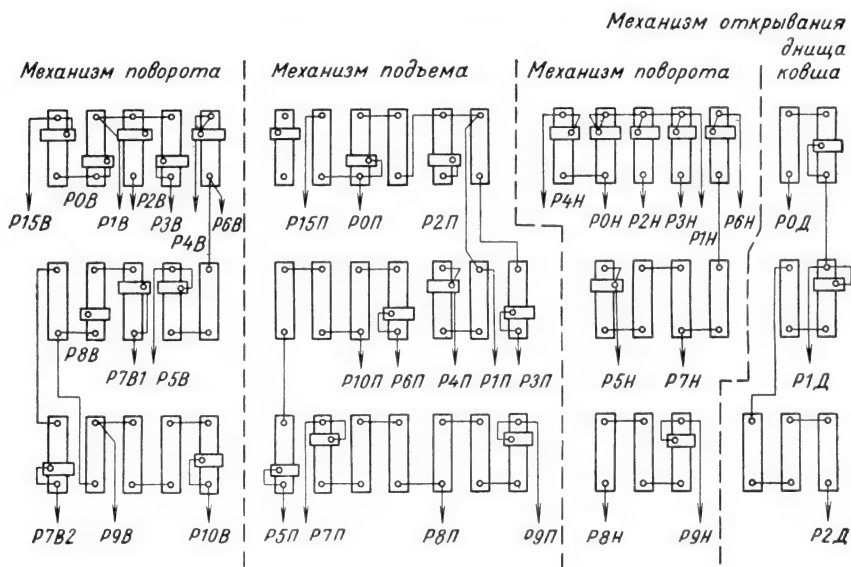 Механизм открывания
днища
ковша
Механизм поворота
Механизм подъема
Механизм поворота
Р15В
Р0В
Р1В
Р2В
Р3В
Р4В
Р6В
Р15П
Р0П
Р2П
Р4Н
Р0Н
Р2Н
Р3Н
Р1Н
Р6Н
Р0Д
Р8В
Р7В1
Р5В
Р10П
Р6П
Р4П
Р1П
Р3П
Р5Н
Р7Н
Р1Д
Р7В2
Р9В
Р10В
Р5П
Р7П
Р8П
Р9П
Р8Н
Р9Н
Р2Д